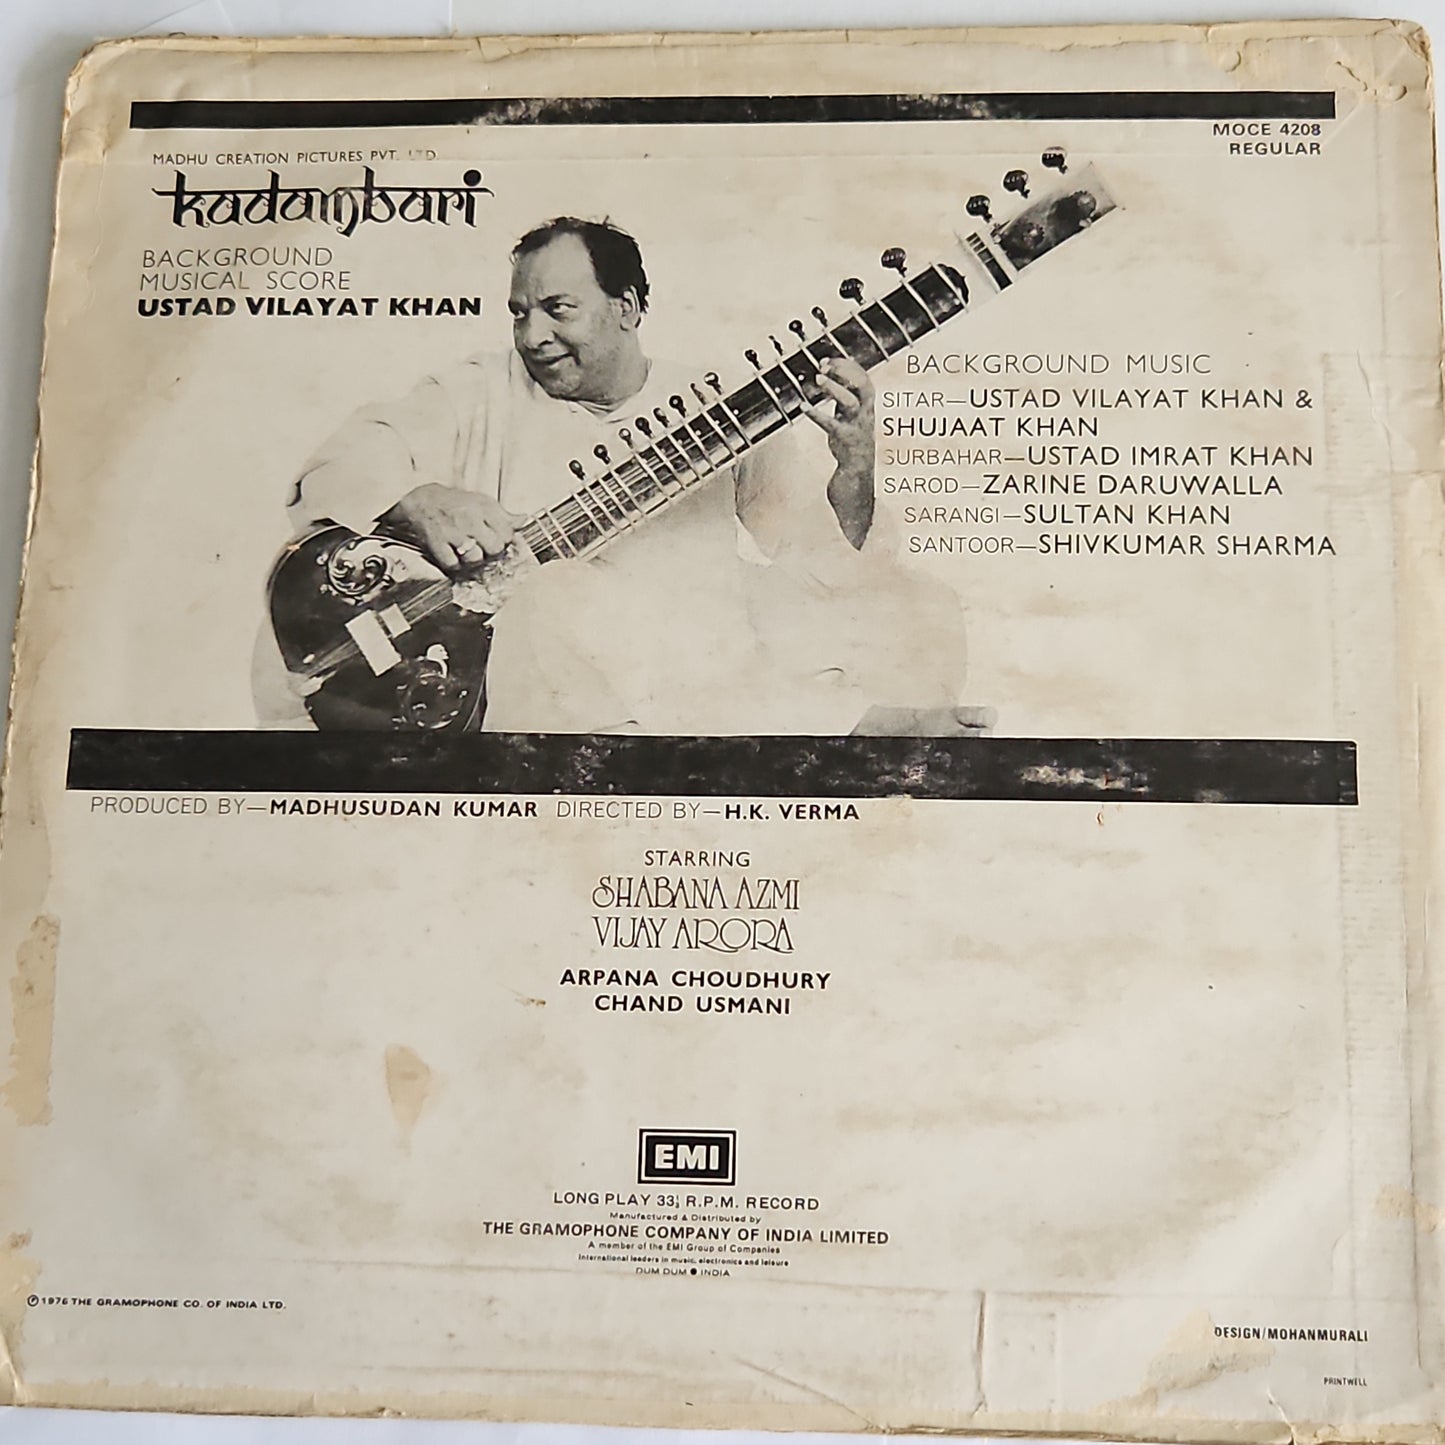 MOCE 4208
REGULAR
MADHU CREATION PICTURES PVT. LTD
kadambari
BACKGROUND
MUSICAL SCORE
USTAD VILAYAT KHAN
BACKGROUND MUSIC
SITAR—USTAD VILAYAT KHAN &
SHUJAAT KHAN
SURBAHAR—USTAD IMRAT KHAN
SAROD—ZARINE DARUWALLA
SARANGI—SULTAN KHAN
SANTOOR—SHIVKUMAR SHARMA
PRODUCED BY—MADHUSUDAN KUMAR DIRECTED BY—H.K. VERMA
STARRING
SHABANA AZMI
VIJAY ARORA
ARPANA CHOUDHURY
CHAND USMANI
EMI
LONG PLAY 33⅓ R.P.M. RECORD
Manufactured & Distributed by
THE GRAMOPHONE COMPANY OF INDIA LIMITED
A member of the EMI Group of Companies
International leaders in music, electronics and leisure
DUM DUM ● INDIA
℗ 1976 THE GRAMOPHONE CO. OF INDIA LTD.
DESIGN/MOHANMURALI
PRINTWELL